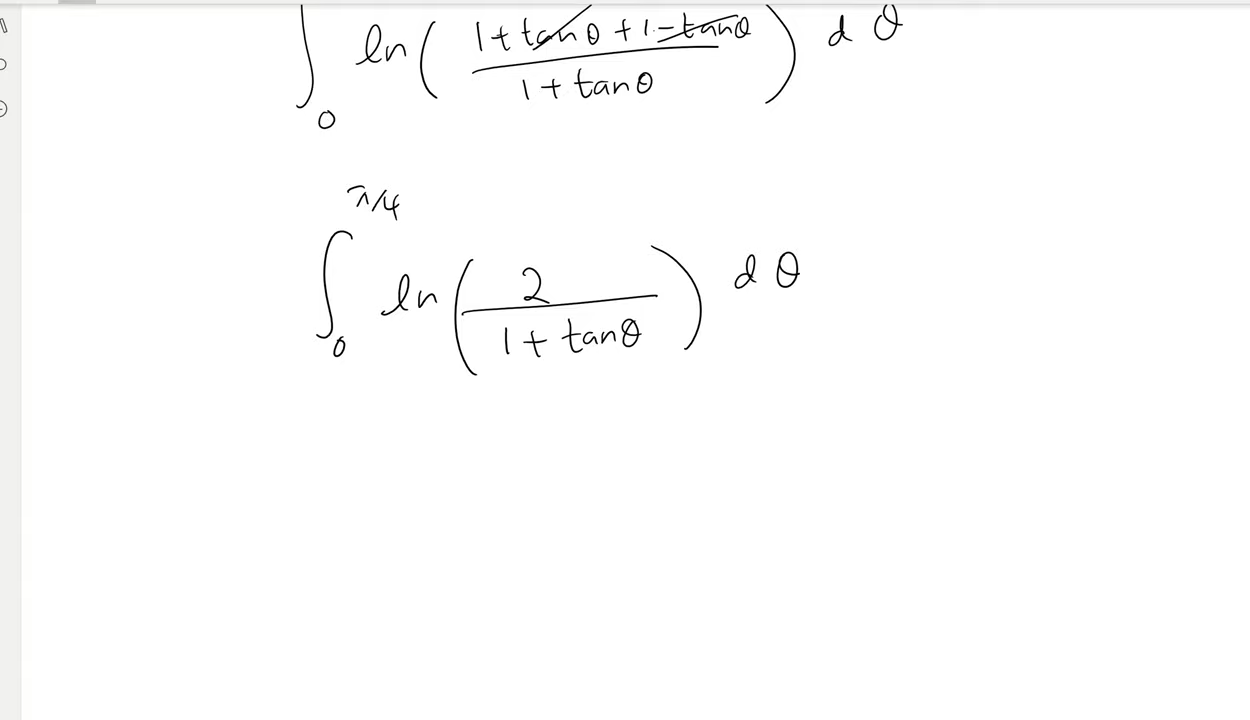 ∫₀ ln( (1 + tanθ + 1 - tanθ) / (1 + tanθ) ) dθ
∫₀^(π/4) ln( 2 / (1 + tanθ) ) dθ